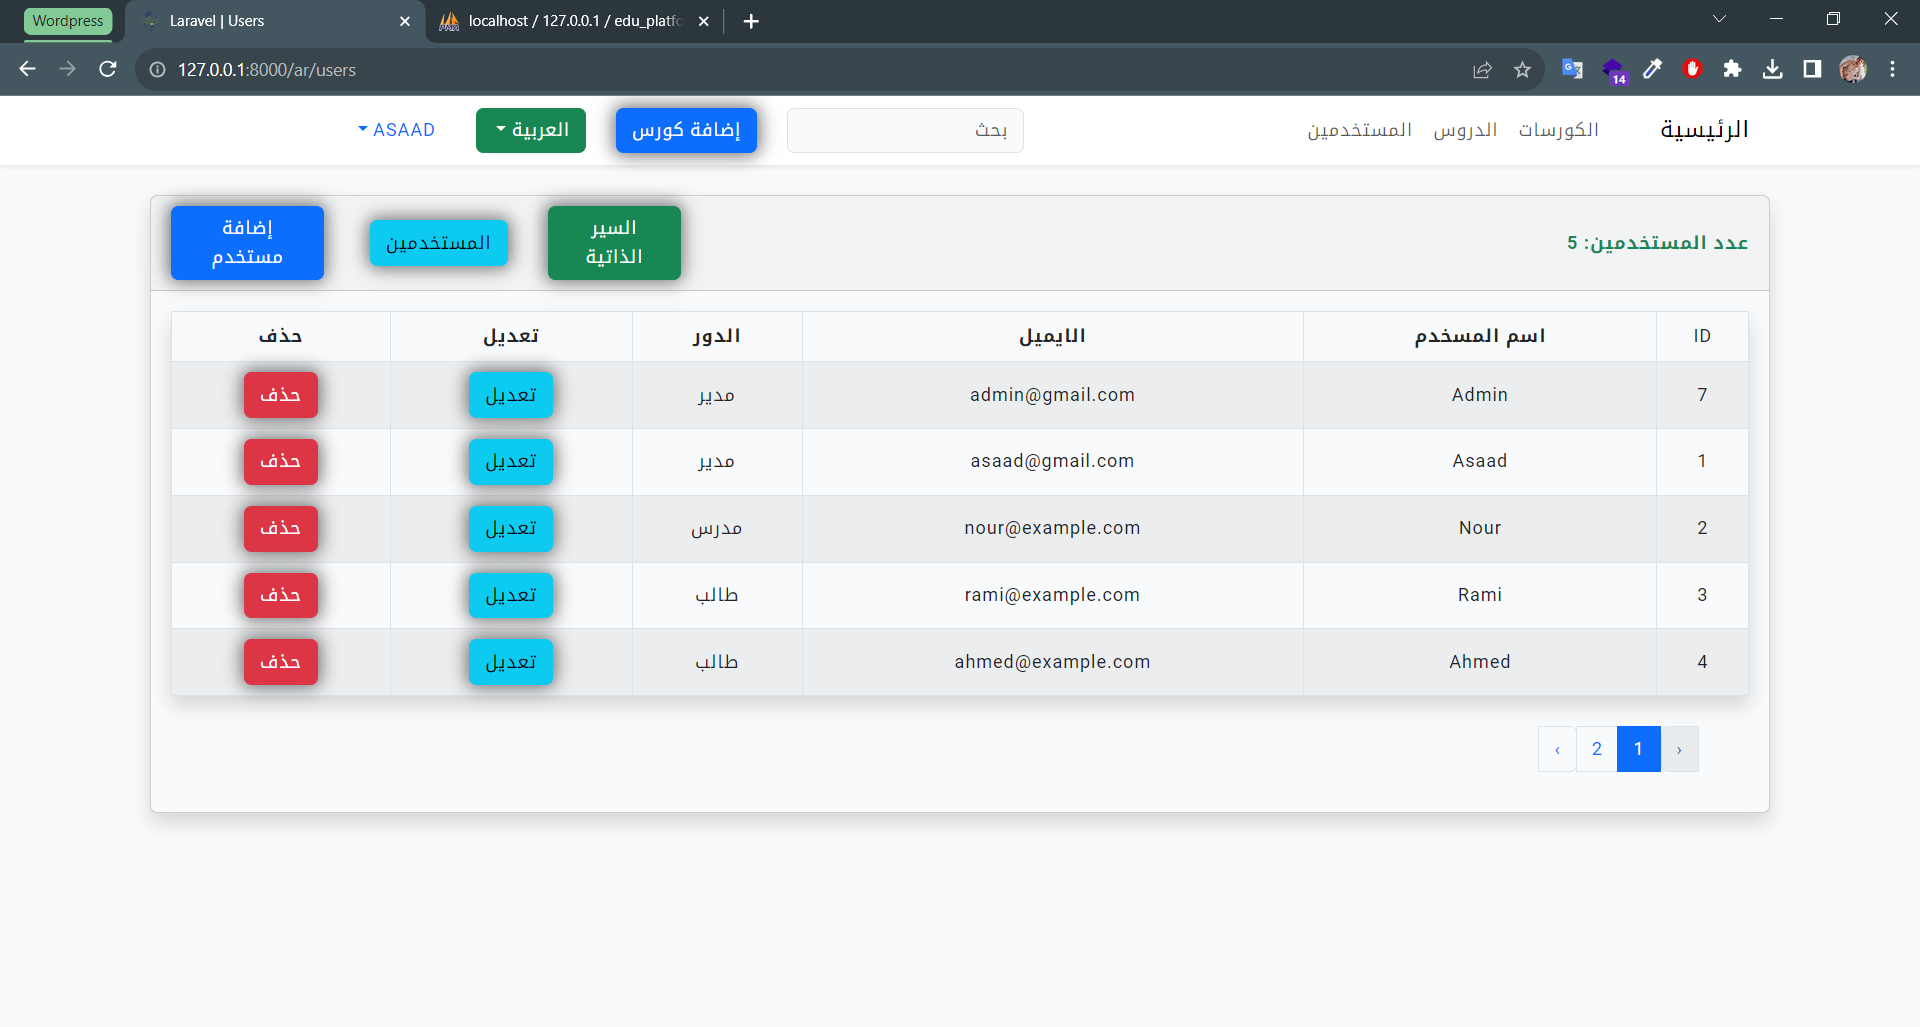 Wordpress
Laravel | Users
localhost / 127.0.0.1 / edu_platfo
127.0.0.1:8000/ar/users
14
الرئيسية
الكورسات
الدروس
المستخدمين
بحث
إضافة كورس
العربية
ASAAD
عدد المستخدمين: 5
السير الذاتية
المستخدمين
إضافة مستخدم
ID اسم المسخدم الايميل الدور تعديل حذف
7 Admin admin@gmail.com مدير تعديل حذف
1 Asaad asaad@gmail.com مدير تعديل حذف
2 Nour nour@example.com مدرس تعديل حذف
3 Rami rami@example.com طالب تعديل حذف
4 Ahmed ahmed@example.com طالب تعديل حذف
‹ 1 2 ›